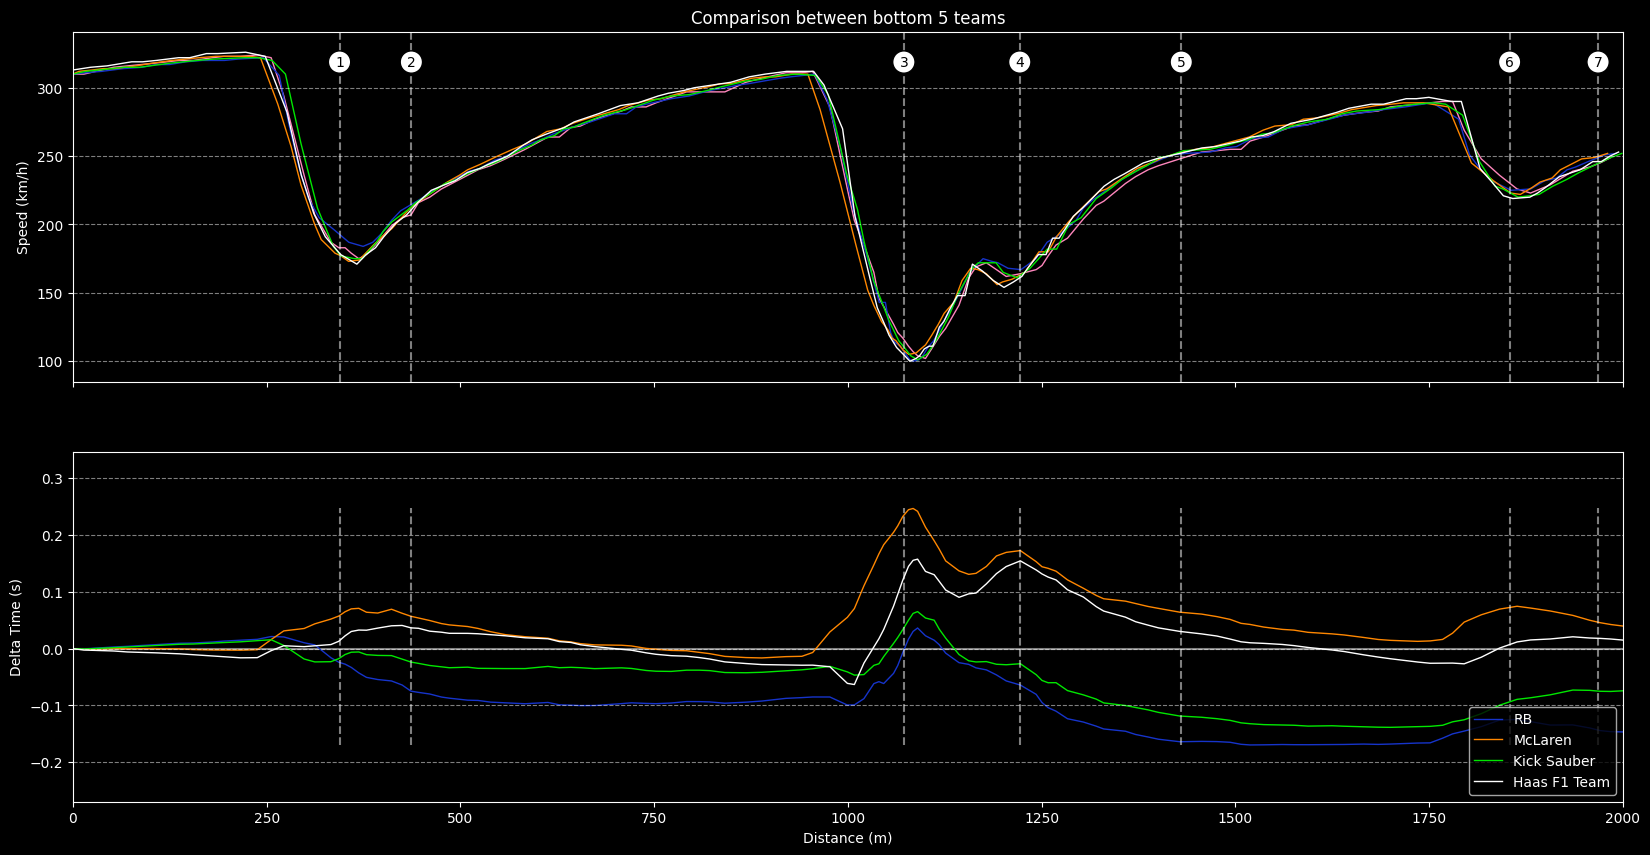 Comparison between bottom 5 teams
1 2 3 4 5 6 7
300
250
200
150
100
Speed (km/h)
0.3
0.2
0.1
0.0
−0.1
−0.2
Delta Time (s)
RB
McLaren
Kick Sauber
Haas F1 Team
0 250 500 750 1000 1250 1500 1750 2000
Distance (m)